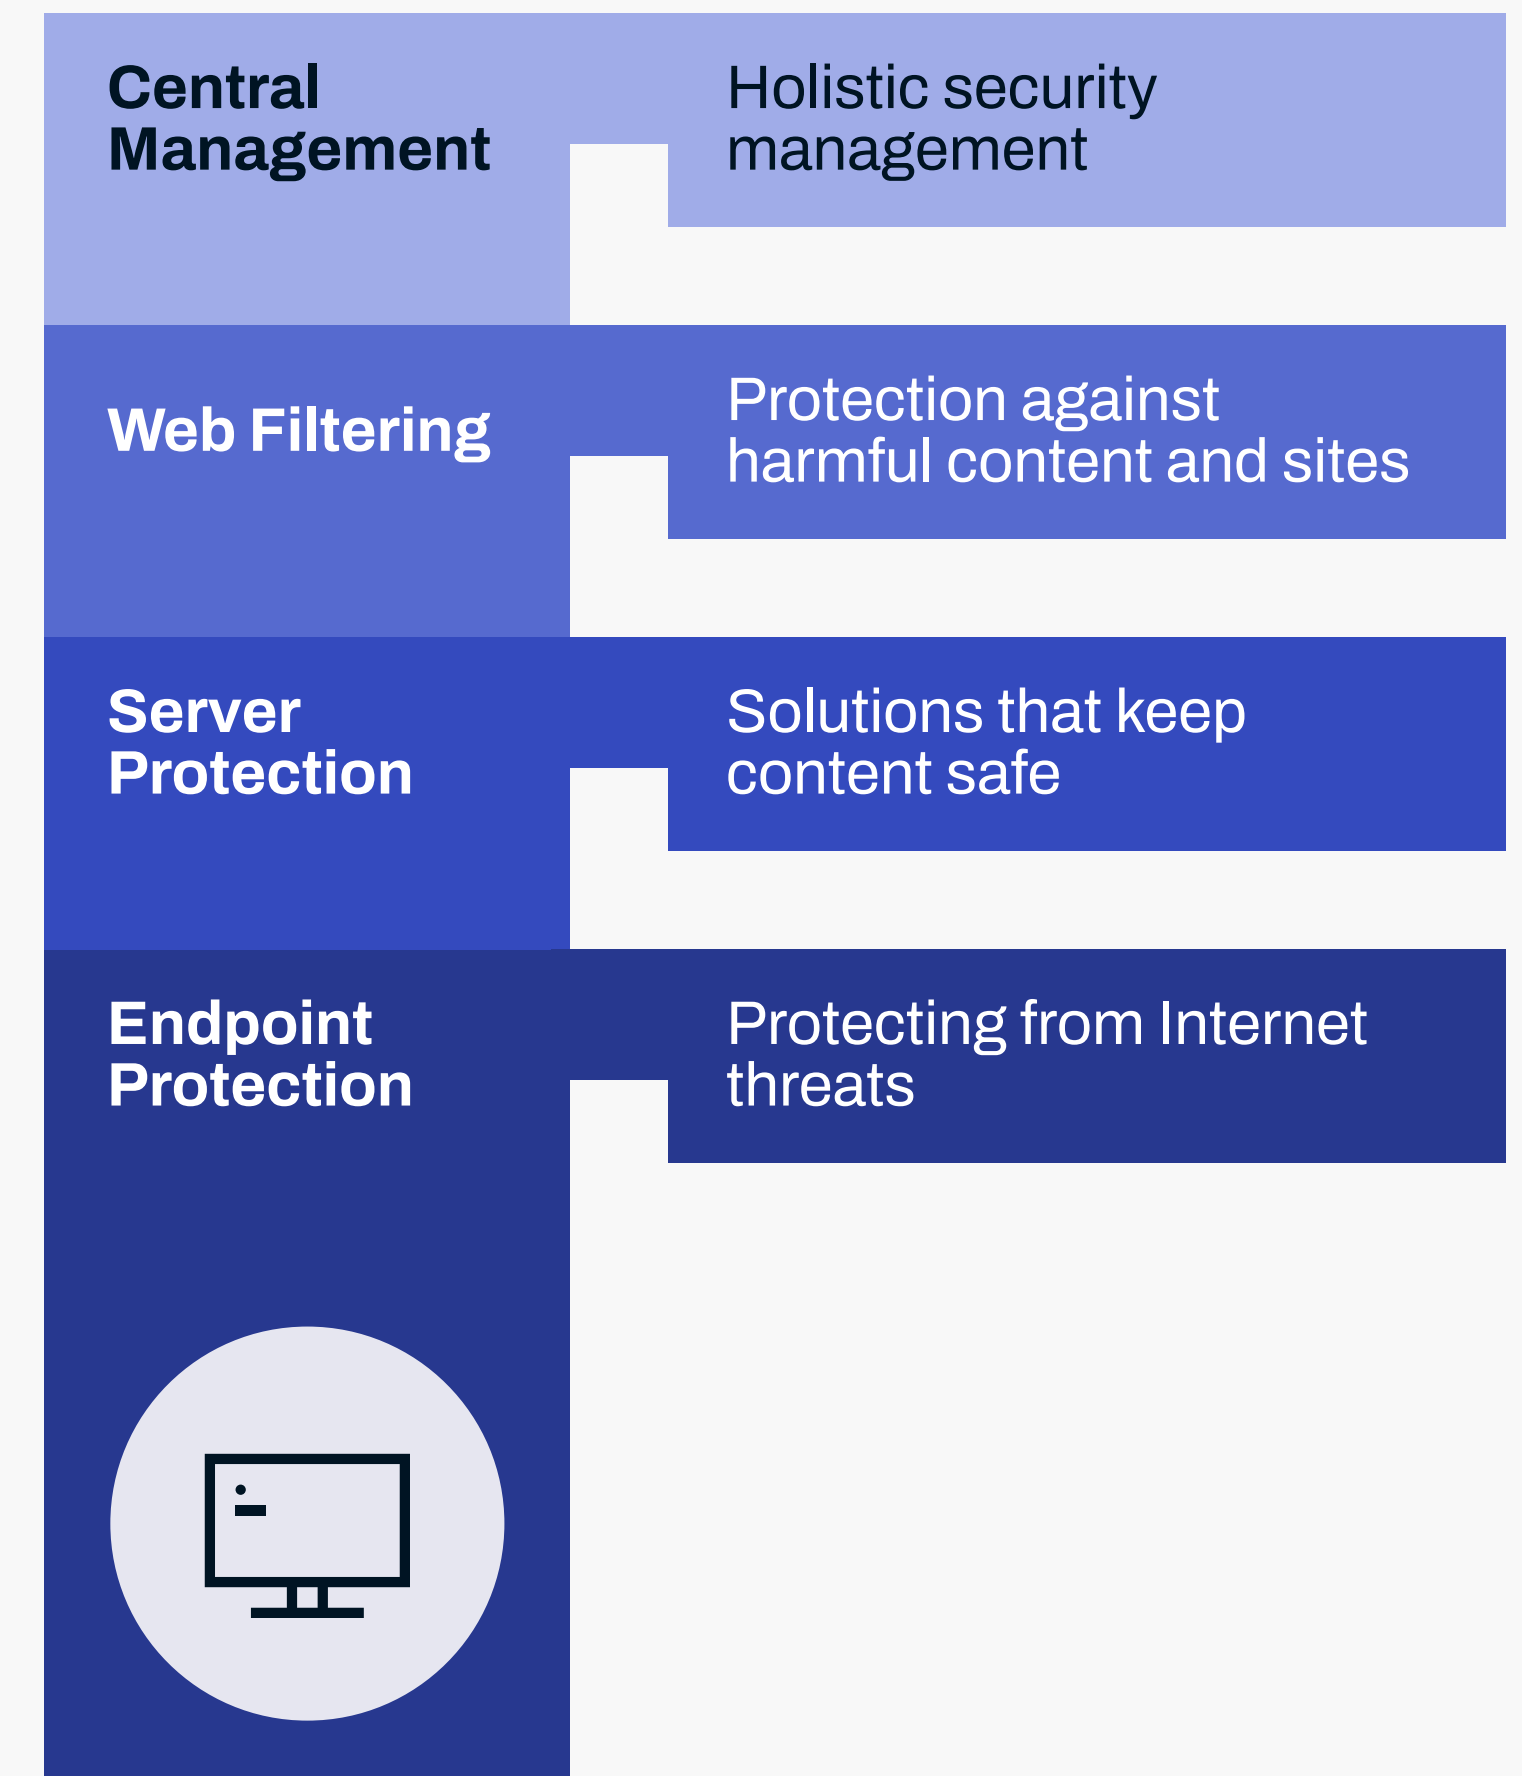 Central
Management
Holistic security
management
Web Filtering
Protection against
harmful content and sites
Server
Protection
Solutions that keep
content safe
Endpoint
Protection
Protecting from Internet
threats